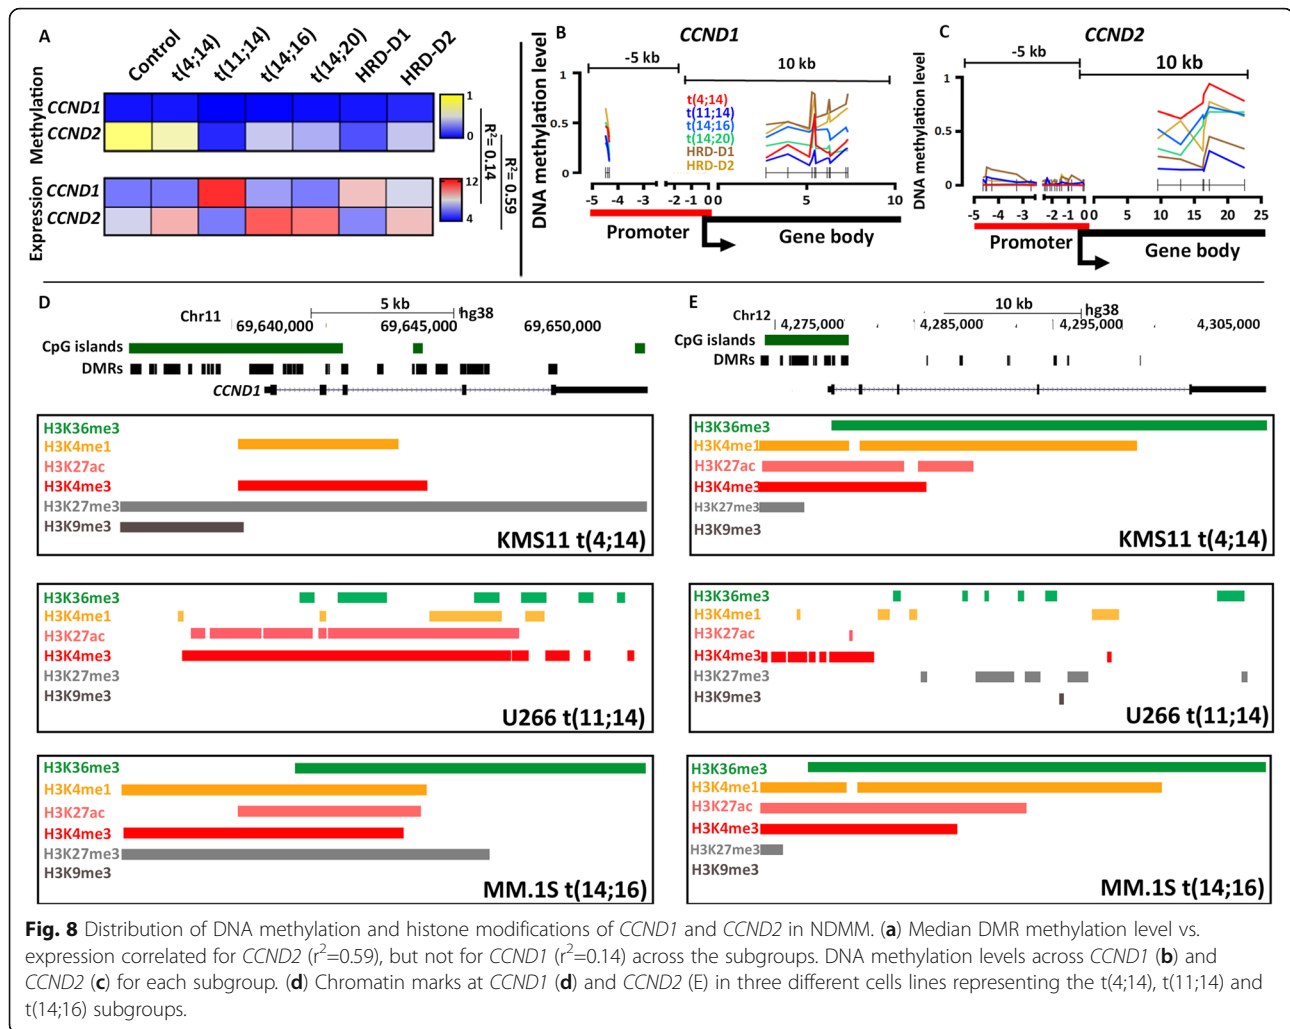 A
Control
t(4;14)
t(11;14)
t(14;16)
t(14;20)
HRD-D1
HRD-D2
Methylation
CCND1
CCND2
1
0
R²= 0.14
R²= 0.59
Expression
CCND1
CCND2
12
4
B
CCND1
-5 kb
10 kb
DNA methylation level
1
0.5
0
t(4;14)
t(11;14)
t(14;16)
t(14;20)
HRD-D1
HRD-D2
-5 -4 -3 -2 -1 0 0 5 10
Promoter
Gene body
C
CCND2
-5 kb
10 kb
DNA methylation level
1
0.5
0
-5 -4 -3 -2 -1 0 0 5 10 15 20 25
Promoter
Gene body
D
5 kb
hg38
Chr11
69,640,000 69,645,000 69,650,000
CpG islands
DMRs
CCND1
H3K36me3
H3K4me1
H3K27ac
H3K4me3
H3K27me3
H3K9me3
KMS11 t(4;14)
H3K36me3
H3K4me1
H3K27ac
H3K4me3
H3K27me3
H3K9me3
U266 t(11;14)
H3K36me3
H3K4me1
H3K27ac
H3K4me3
H3K27me3
H3K9me3
MM.1S t(14;16)
E
10 kb
hg38
Chr12
4,275,000 4,285,000 4,295,000 4,305,000
CpG islands
DMRs
H3K36me3
H3K4me1
H3K27ac
H3K4me3
H3K27me3
H3K9me3
KMS11 t(4;14)
H3K36me3
H3K4me1
H3K27ac
H3K4me3
H3K27me3
H3K9me3
U266 t(11;14)
H3K36me3
H3K4me1
H3K27ac
H3K4me3
H3K27me3
H3K9me3
MM.1S t(14;16)
Fig. 8 Distribution of DNA methylation and histone modifications of CCND1 and CCND2 in NDMM. (a) Median DMR methylation level vs.
expression correlated for CCND2 (r²=0.59), but not for CCND1 (r²=0.14) across the subgroups. DNA methylation levels across CCND1 (b) and
CCND2 (c) for each subgroup. (d) Chromatin marks at CCND1 (d) and CCND2 (E) in three different cells lines representing the t(4;14), t(11;14) and
t(14;16) subgroups.